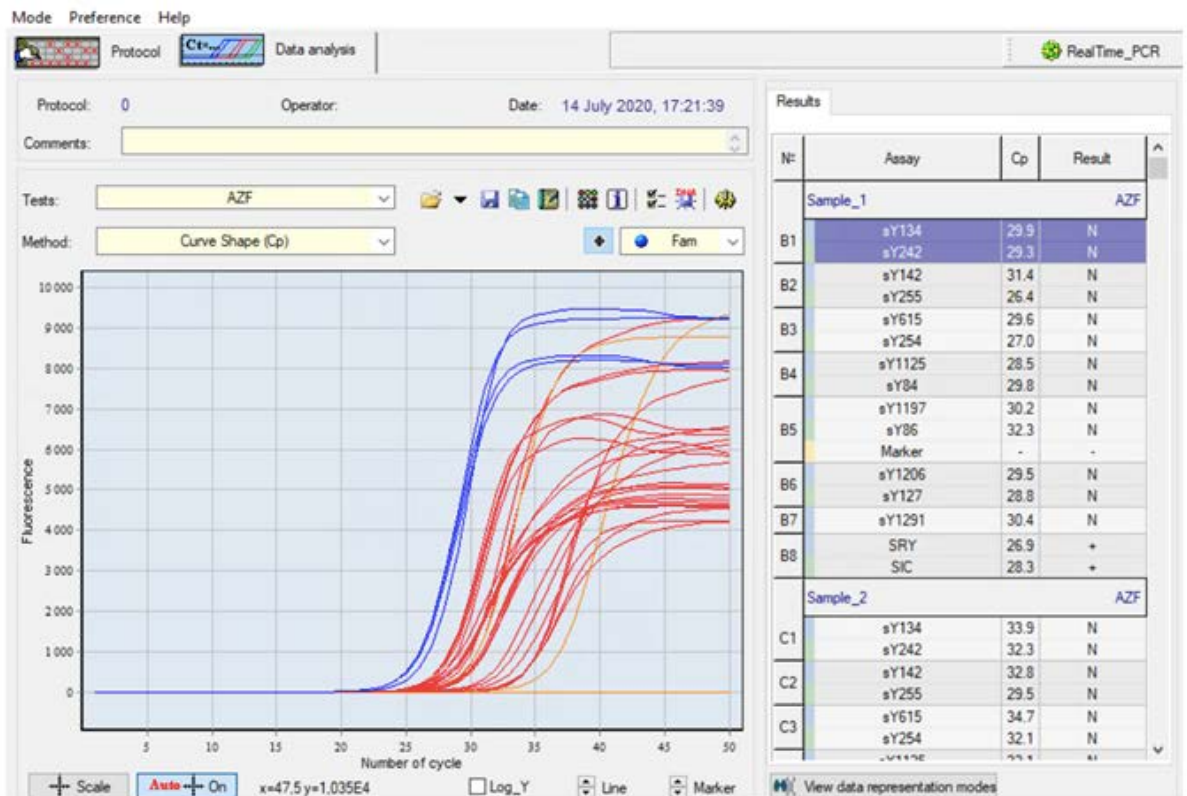 Mode Preference Help
Protocol Data analysis RealTime_PCR
Protocol: 0 Operator: Date: 14 July 2020, 17:21:39
Comments:
Tests: AZF
Method: Curve Shape (Cp) Fam
10 000
9 000
8 000
7 000
6 000
5 000
4 000
3 000
2 000
1 000
0
Fluorescence
5 10 15 20 25 30 35 40 45 50
Number of cycle
Scale Auto On x=47,5 y=1,035E4 Log_Y Line Marker
Results
Nº Assay Cp Result
Sample_1 AZF
B1 sY134 29.9 N
sY242 29.3 N
B2 sY142 31.4 N
sY255 26.4 N
B3 sY615 29.6 N
sY254 27.0 N
B4 sY1125 28.5 N
sY84 29.8 N
B5 sY1197 30.2 N
sY86 32.3 N
Marker - -
B6 sY1206 29.5 N
sY127 28.8 N
B7 sY1291 30.4 N
B8 SRY 26.9 +
SIC 28.3 +
Sample_2 AZF
C1 sY134 33.9 N
sY242 32.3 N
C2 sY142 32.8 N
sY255 29.5 N
C3 sY615 34.7 N
sY254 32.1 N
View data representation modes